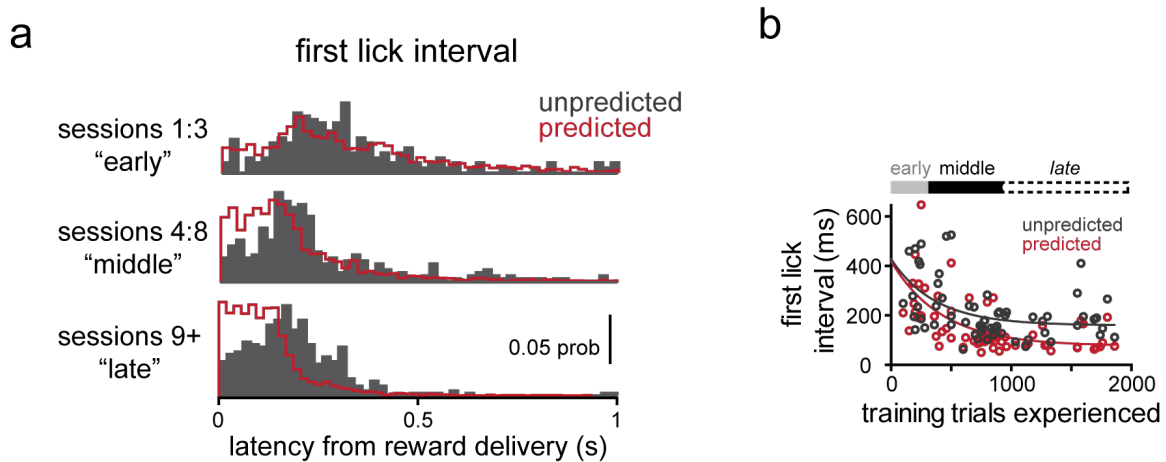 a
first lick interval
unpredicted
predicted
sessions 1:3
“early”
sessions 4:8
“middle”
sessions 9+
“late”
0.05 prob
0
0.5
1
latency from reward delivery (s)
b
early
middle
late
unpredicted
predicted
600
400
200
0
first lick
interval (ms)
0
1000
2000
training trials experienced